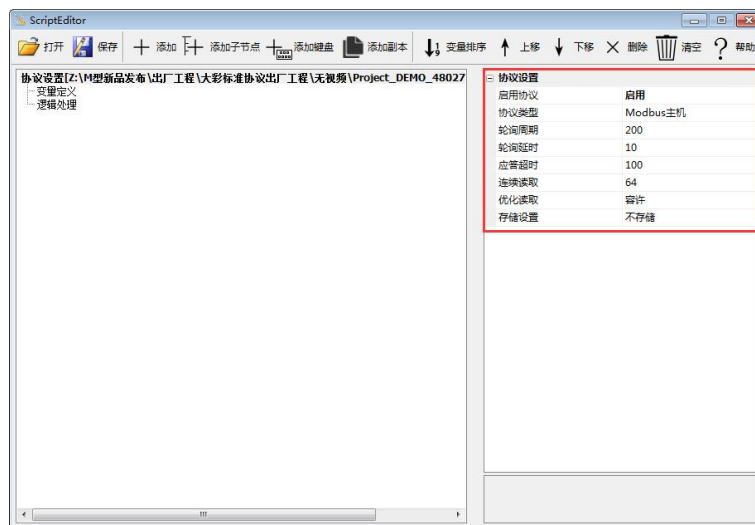 ScriptEditor
打开 保存 添加 添加子节点 添加键盘 添加副本 变量排序 上移 下移 删除 清空 帮助
协议设置[Z:\M型新品发布\出厂工程\大彩标准协议出厂工程\无视频\Project_DEMO_48027
变量定义
逻辑处理
协议设置
启用协议 启用
协议类型 Modbus主机
轮询周期 200
轮询延时 10
应答超时 100
连续读取 64
优化读取 容许
存储设置 不存储